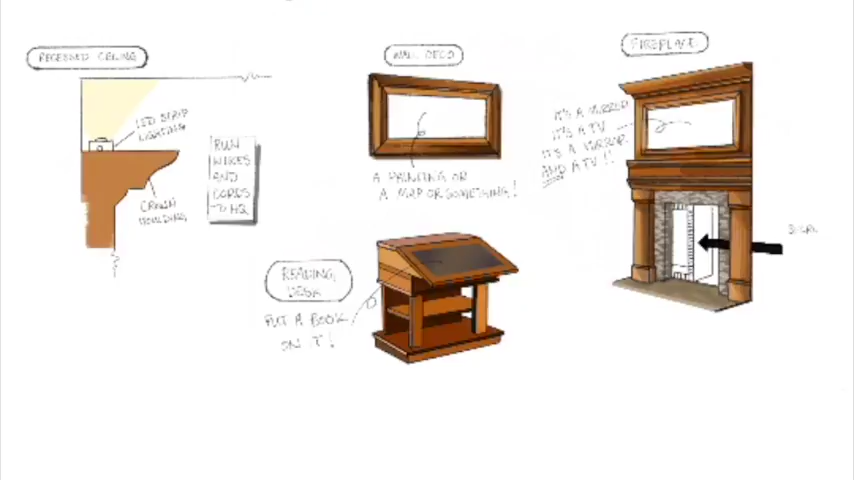 RECESSED CEILING
LED STRIP
LIGHTING
CROWN
MOULDING
RUN
WIRES
AND
CORDS
TO HQ
WALL DECO
A PAINTING OR
A MAP OR SOMETHING!
READING
DESK
PUT A BOOK
ON IT!
FIREPLACE
IT'S A MIRROR
IT'S A TV
IT'S A MIRROR
AND A TV!!